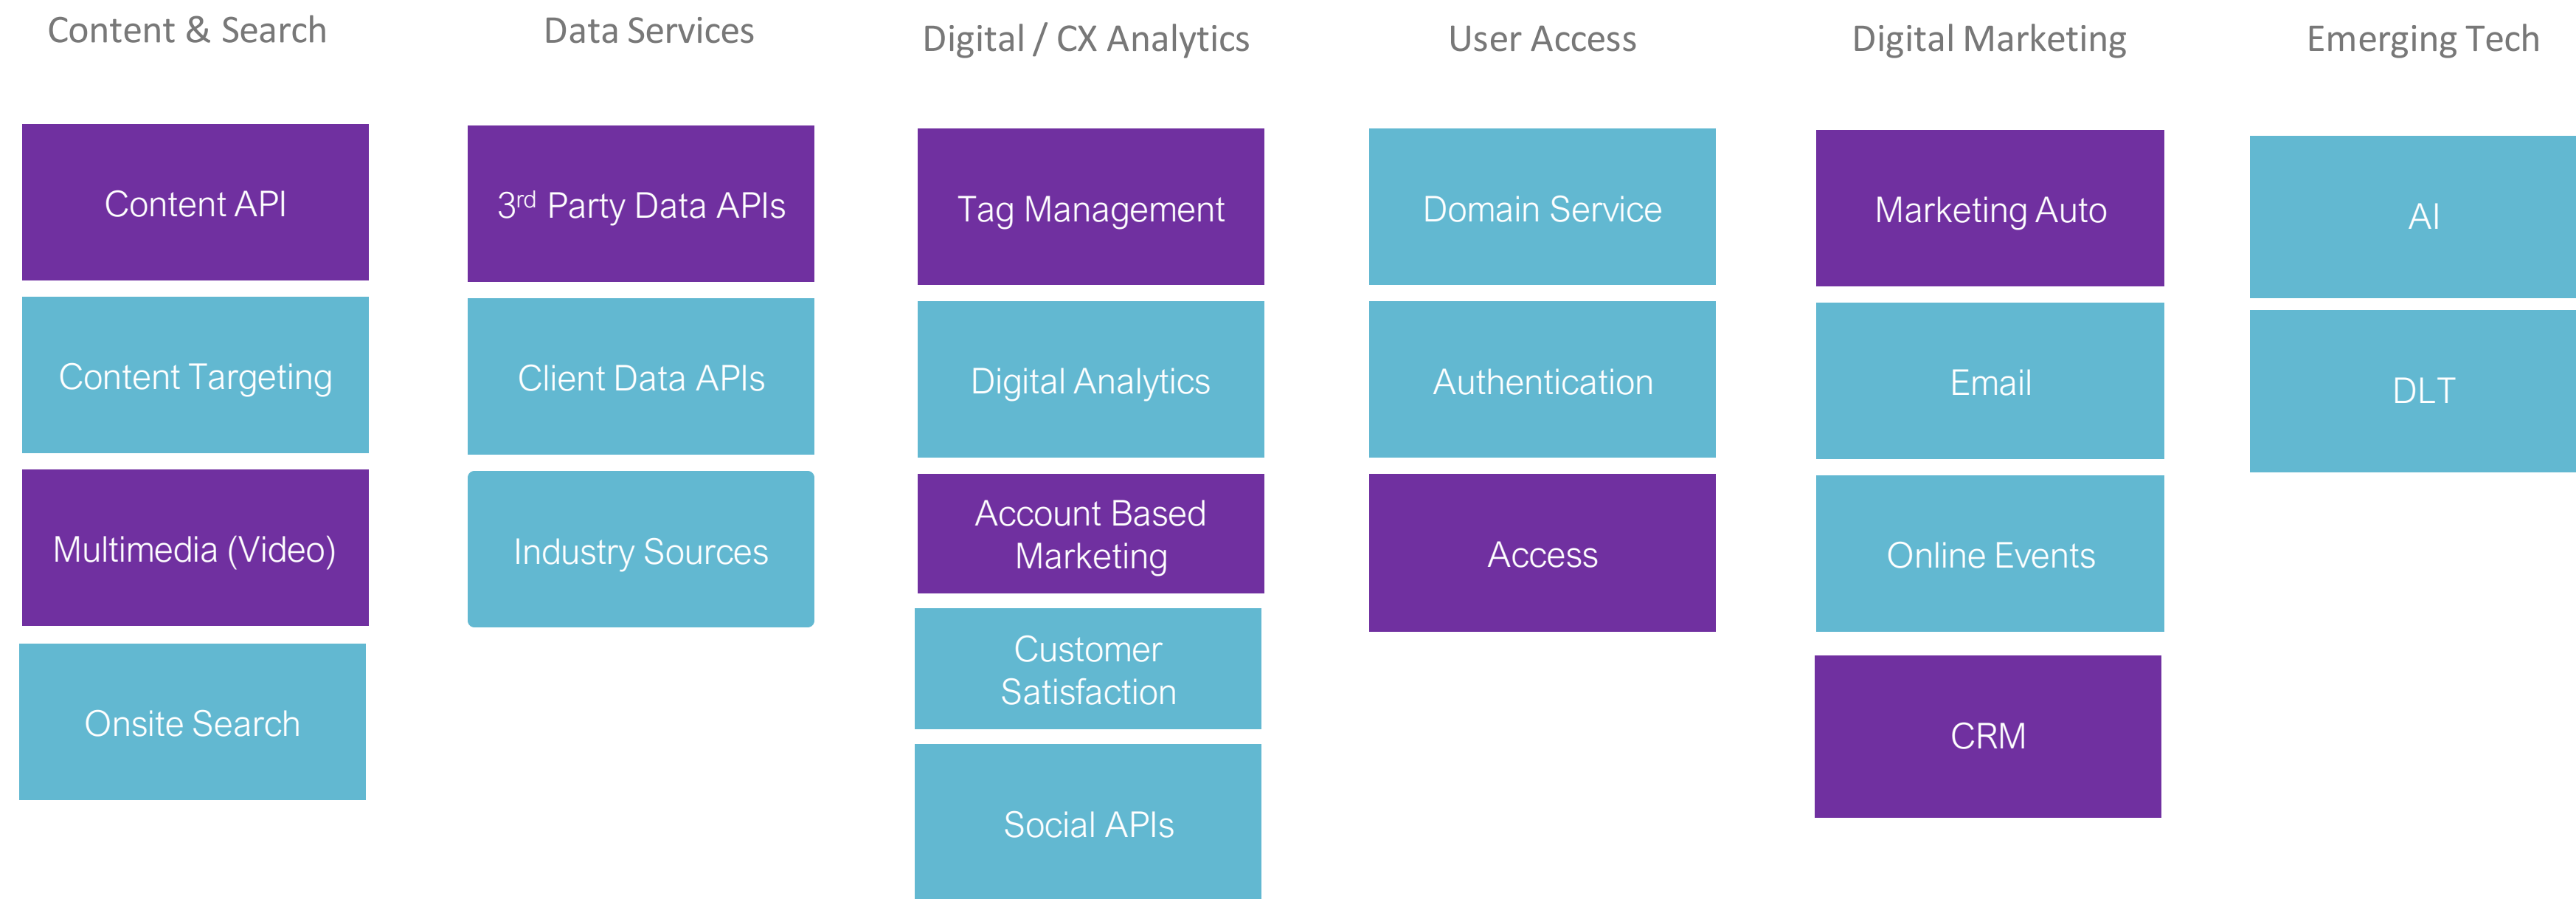 Content & Search
Content API
Content Targeting
Multimedia (Video)
Onsite Search
Data Services
3rd Party Data APIs
Client Data APIs
Industry Sources
Digital / CX Analytics
Tag Management
Digital Analytics
Account Based
Marketing
Customer
Satisfaction
Social APIs
User Access
Domain Service
Authentication
Access
Digital Marketing
Marketing Auto
Email
Online Events
CRM
Emerging Tech
AI
DLT